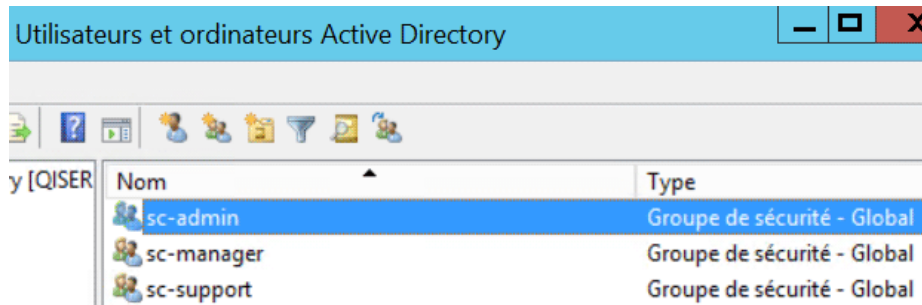 Utilisateurs et ordinateurs Active Directory
y [QISER
Nom Type
sc-admin Groupe de sécurité - Global
sc-manager Groupe de sécurité - Global
sc-support Groupe de sécurité - Global